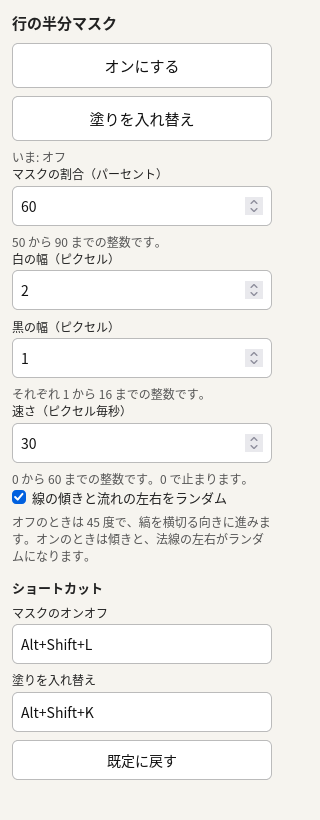 行の半分マスク
オンにする
塗りを入れ替え
いま: オフ
マスクの割合（パーセント）
60
50 から 90 までの整数です。
白の幅（ピクセル）
2
黒の幅（ピクセル）
1
それぞれ 1 から 16 までの整数です。
速さ（ピクセル毎秒）
30
0 から 60 までの整数です。0 で止まります。
線の傾きと流れの左右をランダム
オフのときは 45 度で、縞を横切る向きに進みま
す。オンのときは傾きと、法線の左右がランダ
ムになります。
ショートカット
マスクのオンオフ
Alt+Shift+L
塗りを入れ替え
Alt+Shift+K
既定に戻す